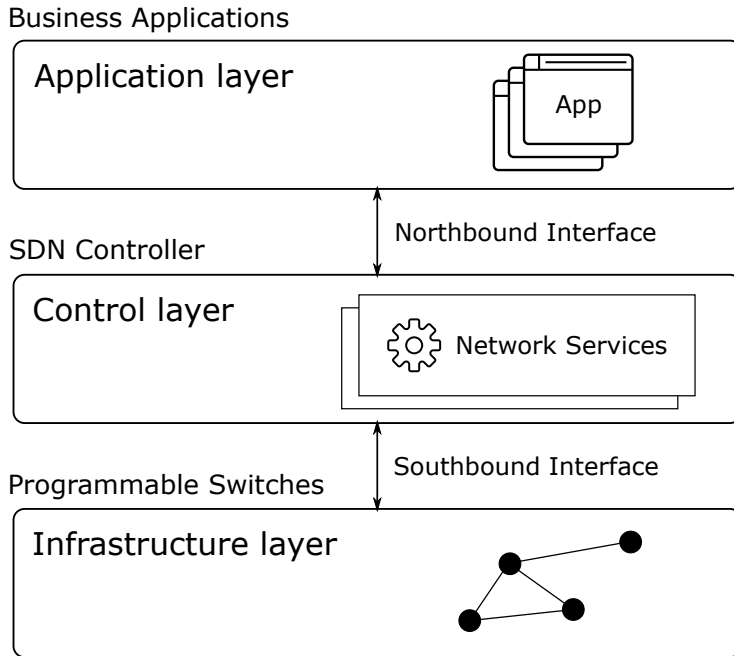 Business Applications
Application layer
App
Northbound Interface
SDN Controller
Control layer
Network Services
Southbound Interface
Programmable Switches
Infrastructure layer